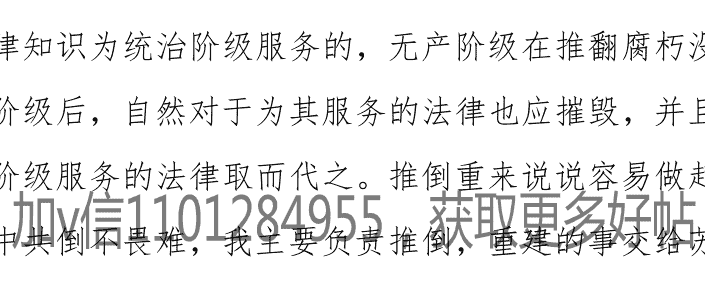 律知识为统治阶级服务的，无产阶级在推翻腐朽没
阶级后，自然对于为其服务的法律也应摧毁，并且
阶级服务的法律取而代之。推倒重来说说容易做起
加v信1101284955 获取更多好帖
中共倒不畏难，我主要负责推倒，重建的事交给苏